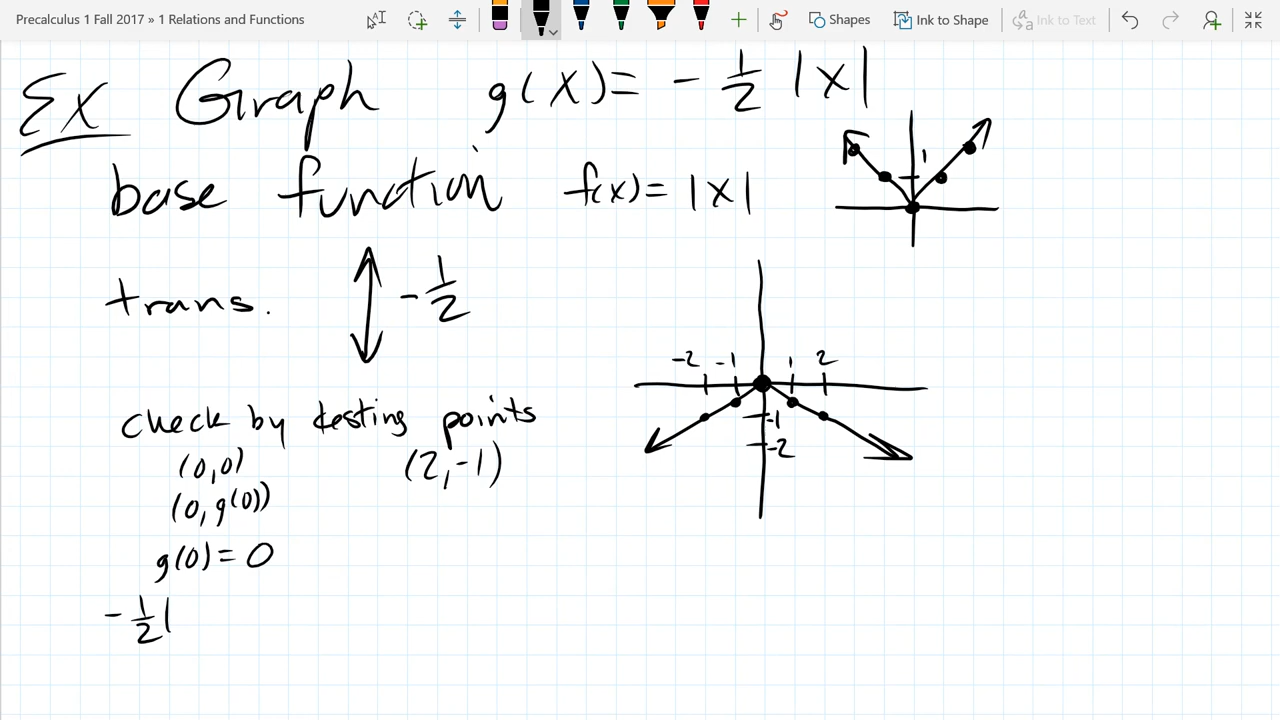 Precalculus 1 Fall 2017 » 1 Relations and Functions
Shapes
Ink to Shape
Ink to Text
Ex Graph g(x) = - 1/2 |x|
base function f(x) = |x|
1
trans. - 1/2
-2 -1 1 2
-1
-2
check by testing points
(0,0) (2,-1)
(0,g(0))
g(0) = 0
- 1/2 |